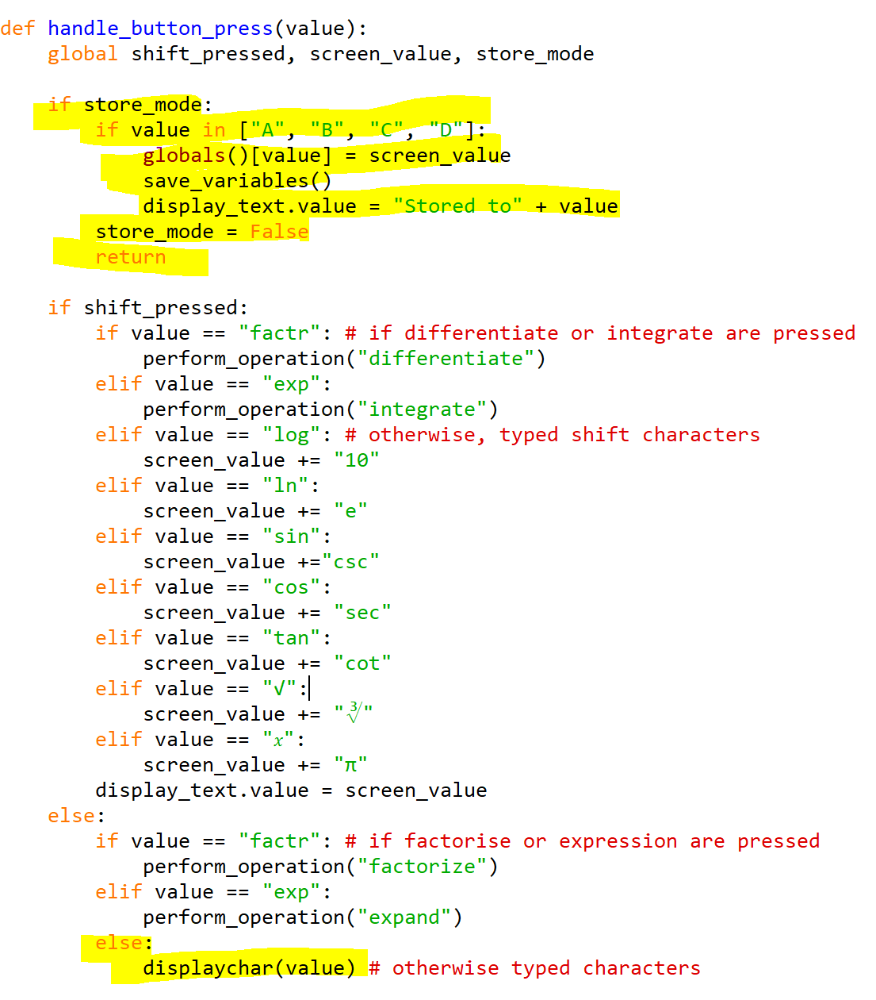 def handle_button_press(value):
    global shift_pressed, screen_value, store_mode

    if store_mode:
        if value in ["A", "B", "C", "D"]:
            globals()[value] = screen_value
            save_variables()
            display_text.value = "Stored to" + value
        store_mode = False
        return

    if shift_pressed:
        if value == "factr": # if differentiate or integrate are pressed
            perform_operation("differentiate")
        elif value == "exp":
            perform_operation("integrate")
        elif value == "log": # otherwise, typed shift characters
            screen_value += "10"
        elif value == "ln":
            screen_value += "e"
        elif value == "sin":
            screen_value +="csc"
        elif value == "cos":
            screen_value += "sec"
        elif value == "tan":
            screen_value += "cot"
        elif value == "√":
            screen_value += "∛"
        elif value == "𝑥":
            screen_value += "π"
        display_text.value = screen_value
    else:
        if value == "factr": # if factorise or expression are pressed
            perform_operation("factorize")
        elif value == "exp":
            perform_operation("expand")
        else:
            displaychar(value) # otherwise typed characters